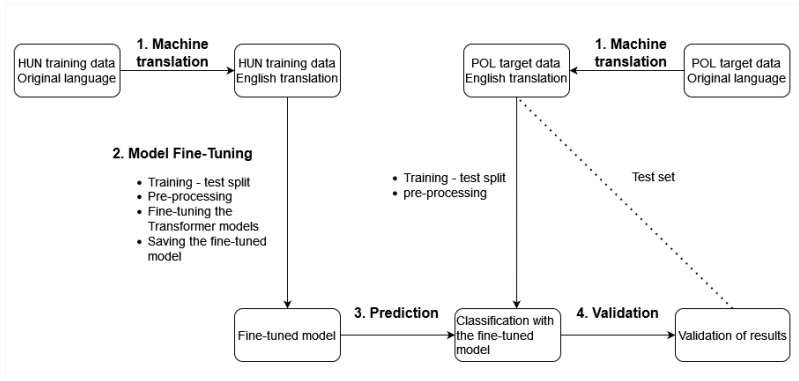 1. Machine
translation
1. Machine
translation
HUN training data
Original language
HUN training data
English translation
POL target data
English translation
POL target data
Original language
2. Model Fine-Tuning
• Training - test split
• Pre-processing
• Fine-tuning the
Transformer models
• Saving the fine-tuned
model
• Training - test split
• pre-processing
Test set
Fine-tuned model
3. Prediction
Classification with
the fine-tuned
model
4. Validation
Validation of results